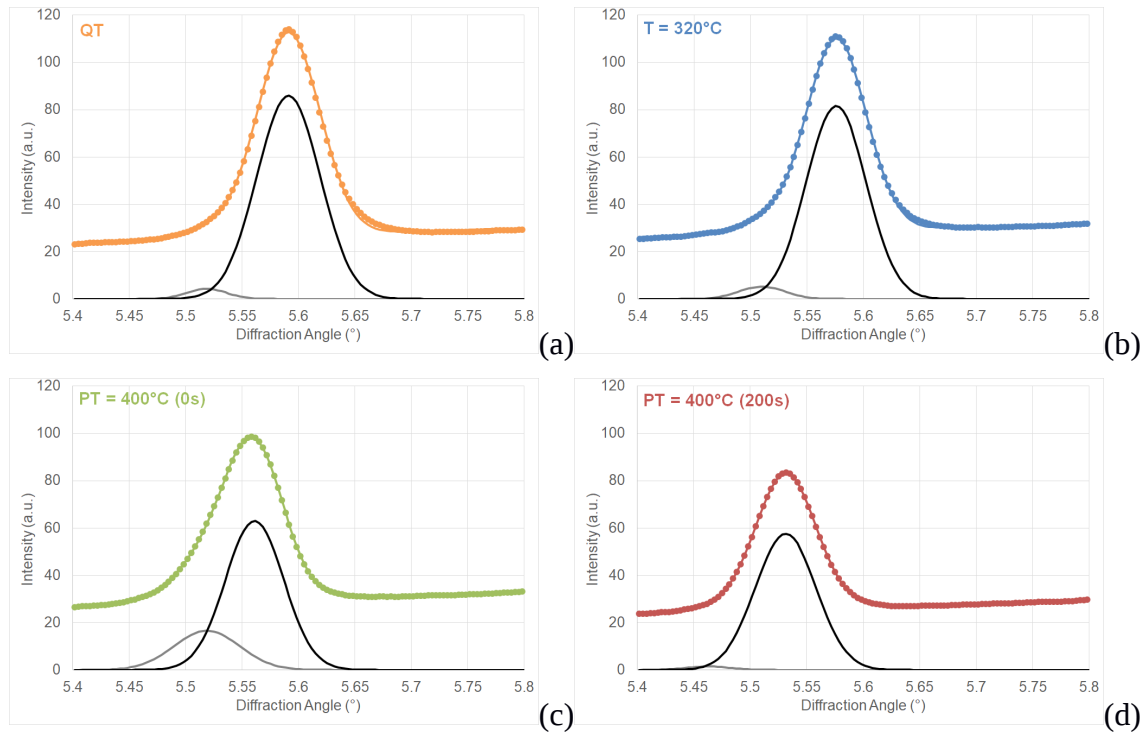 QT
Intensity (a.u.)
120
100
80
60
40
20
0
5.4 5.45 5.5 5.55 5.6 5.65 5.7 5.75 5.8
Diffraction Angle (°)
(a)
T = 320°C
Intensity (a.u.)
120
100
80
60
40
20
0
5.4 5.45 5.5 5.55 5.6 5.65 5.7 5.75 5.8
Diffraction Angle (°)
(b)
PT = 400°C (0s)
Intensity (a.u.)
120
100
80
60
40
20
0
5.4 5.45 5.5 5.55 5.6 5.65 5.7 5.75 5.8
Diffraction Angle (°)
(c)
PT = 400°C (200s)
Intensity (a.u.)
120
100
80
60
40
20
0
5.4 5.45 5.5 5.55 5.6 5.65 5.7 5.75 5.8
Diffraction Angle (°)
(d)